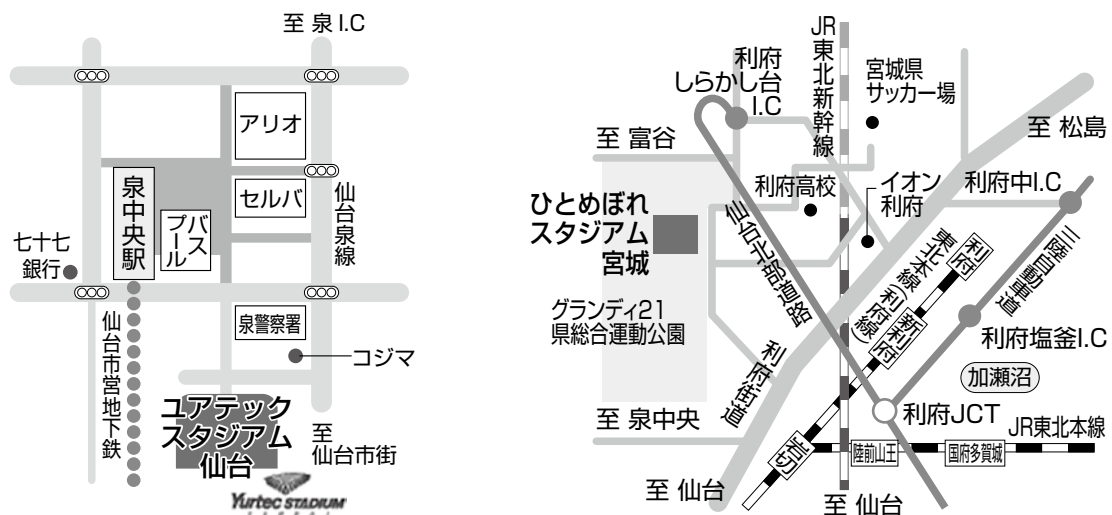 至 泉 I.C
アリオ
セルバ
泉中央駅
バス
プール
仙台泉線
七十七
銀行
泉警察署
コジマ
仙台市営地下鉄
ユアテック
スタジアム
仙台
至
仙台市街
Yurtec STADIUM
利府
しらかし台
I.C
JR東北新幹線
宮城県
サッカー場
至 松島
至 富谷
利府高校
イオン
利府
利府中I.C
ひとめぼれ
スタジアム
宮城
仙台北部道路
利府
東北本線(利府線)
新利府
三陸自動車道
グランディ21
県総合運動公園
利府塩釜I.C
加瀬沼
利府街道
至 泉中央
利府JCT
JR東北本線
岩切
陸前山王
国府多賀城
至 仙台
至 仙台